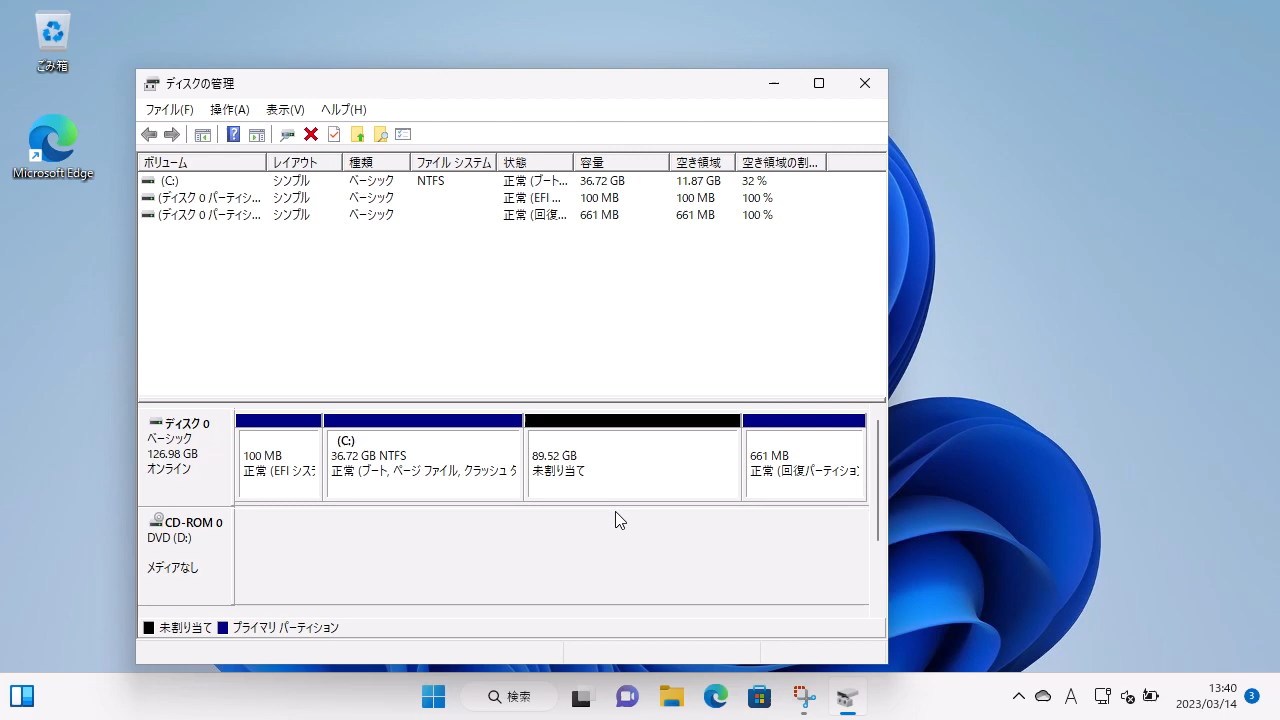 ごみ箱
Microsoft Edge
ディスクの管理
ファイル(F) 操作(A) 表示(V) ヘルプ(H)
ボリューム レイアウト 種類 ファイル システム 状態 容量 空き領域 空き領域の割...
(C:) シンプル ベーシック NTFS 正常 (ブート... 36.72 GB 11.87 GB 32 %
(ディスク 0 パーティシ... シンプル ベーシック 正常 (EFI ... 100 MB 100 MB 100 %
(ディスク 0 パーティシ... シンプル ベーシック 正常 (回復... 661 MB 661 MB 100 %
ディスク 0
ベーシック
126.98 GB
オンライン
100 MB
正常 (EFI シス
(C:)
36.72 GB NTFS
正常 (ブート, ページ ファイル, クラッシュ
89.52 GB
未割り当て
661 MB
正常 (回復パーティション
CD-ROM 0
DVD (D:)
メディアなし
未割り当て プライマリ パーティション
検索
A
13:40
2023/03/14
3